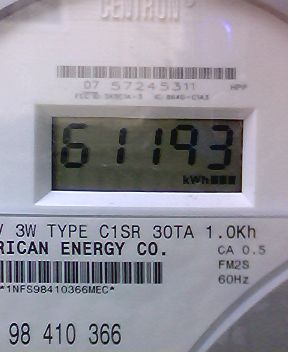 CENTRON
07 57245311 HPP
61193
kWh
V 3W TYPE C1SR 30TA 1.0Kh
RICAN ENERGY CO. CA 0.5
FM2S
*1NFS98410366MEC* 60Hz
98 410 366